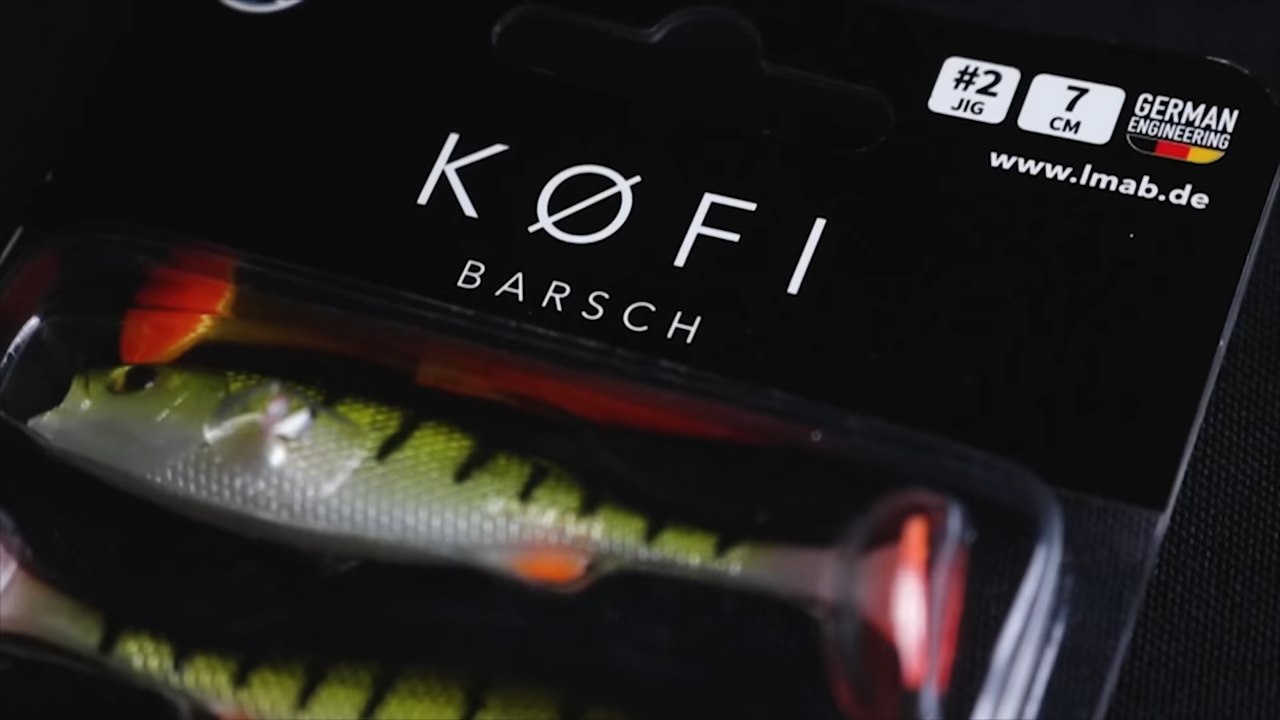 #2
JIG
7
CM
GERMAN
ENGINEERING
www.lmab.de
KØFI
BARSCH